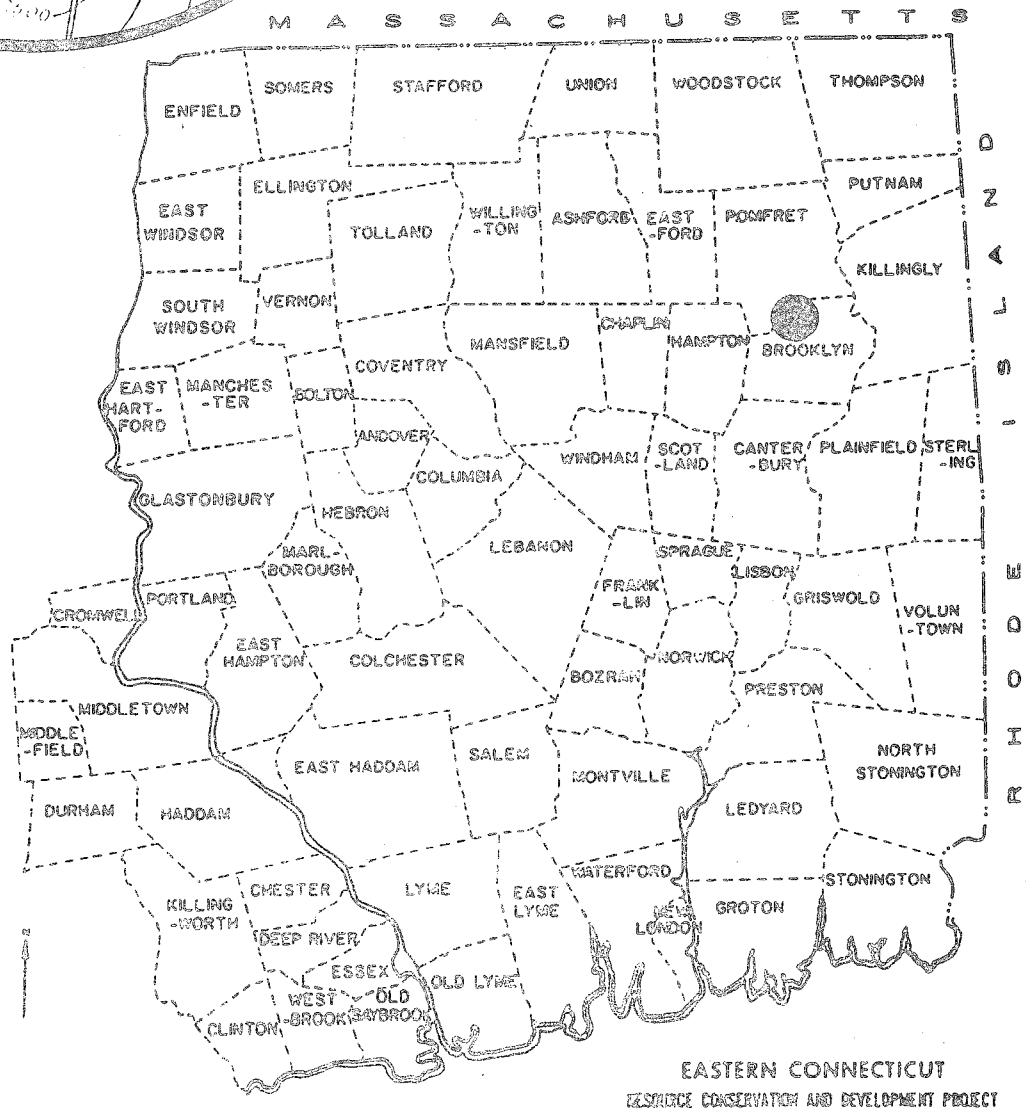 MASSACHUSETTS
SOMERS
STAFFORD
UNION
WOODSTOCK
THOMPSON
ENFIELD
ELLINGTON
PUTNAM
EAST
WINDSOR
TOLLAND
WILLING
-TON
ASHFORD
EAST
-FORD
POMFRET
KILLINGLY
SOUTH
WINDSOR
VERNON
CHAPLIN
MANSFIELD
HAMPTON
BROOKLYN
COVENTRY
EAST
HART-
FORD
MANCHES
-TER
BOLTON
ANDOVER
COLUMBIA
WINDHAM
SCOT
-LAND
CANTER
-BURY
PLAINFIELD
STERL
-ING
GLASTONBURY
HEBRON
LEBANON
MARL-
BOROUGH
SPRAGUE
LISBON
FRANK
-LIN
GRISWOLD
VOLUN
-TOWN
CROMWELL
PORTLAND
EAST
HAMPTON
COLCHESTER
BOZRAH
NORWICH
PRESTON
MIDDLETOWN
MIDDLE
-FIELD
EAST HADDAM
SALEM
MONTVILLE
NORTH
STONINGTON
DURHAM
HADDAM
LEDYARD
KILLING
-WORTH
CHESTER
LYME
EAST
LYME
WATERFORD
STONINGTON
NEW
LONDON
GROTON
DEEP RIVER
ESSEX
OLD LYME
CLINTON
WEST
-BROOK
OLD
SAYBROOK
RHODE ISLAND
EASTERN CONNECTICUT
RESOURCE CONSERVATION AND DEVELOPMENT PROJECT